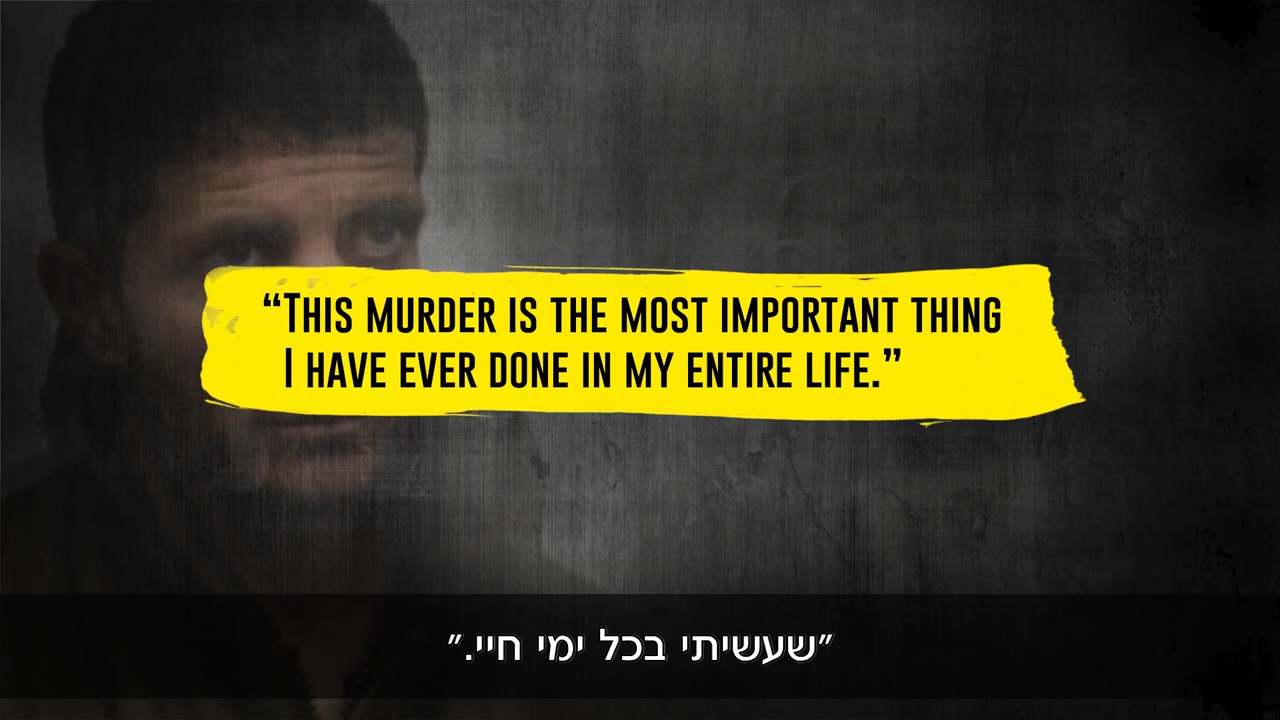 “THIS MURDER IS THE MOST IMPORTANT THING
I HAVE EVER DONE IN MY ENTIRE LIFE.”
"שעשיתי בכל ימי חיי."